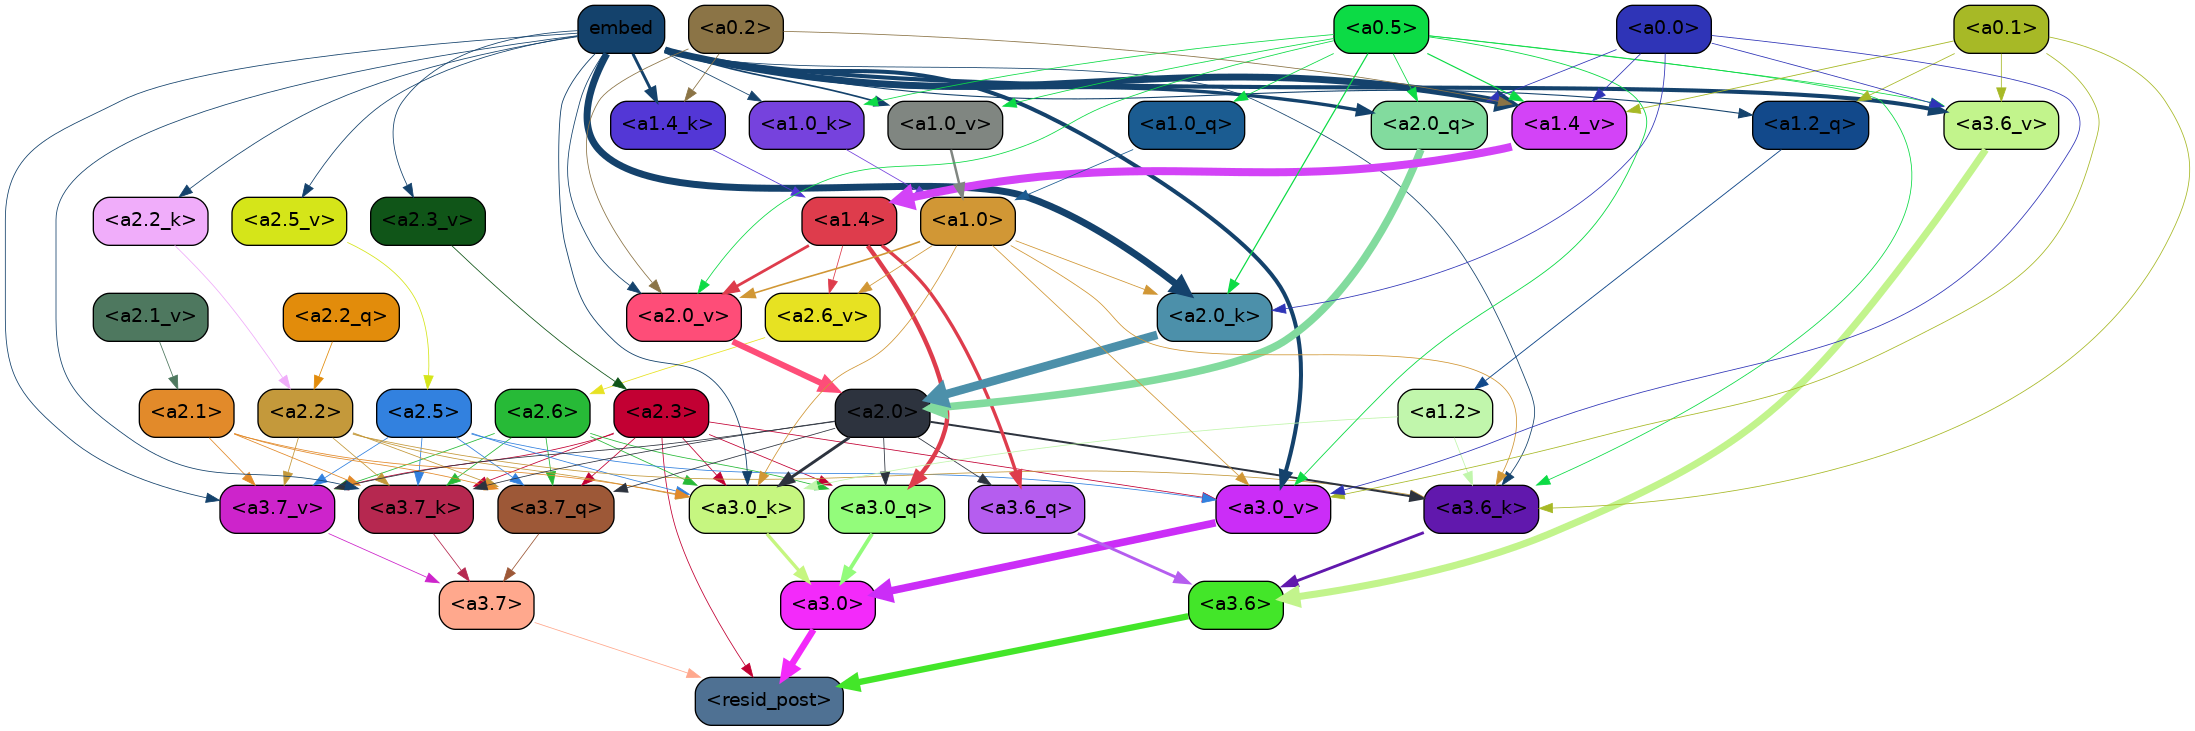 embed
<a0.2>
<a0.5>
<a0.0>
<a0.1>
<a1.4_k>
<a1.0_k>
<a1.0_v>
<a1.0_q>
<a2.0_q>
<a1.4_v>
<a1.2_q>
<a3.6_v>
<a2.2_k>
<a2.5_v>
<a2.3_v>
<a1.4>
<a1.0>
<a2.1_v>
<a2.2_q>
<a2.0_v>
<a2.6_v>
<a2.0_k>
<a2.1>
<a2.2>
<a2.5>
<a2.6>
<a2.3>
<a2.0>
<a1.2>
<a3.7_v>
<a3.7_k>
<a3.7_q>
<a3.0_k>
<a3.0_q>
<a3.6_q>
<a3.0_v>
<a3.6_k>
<a3.7>
<a3.0>
<a3.6>
<resid_post>